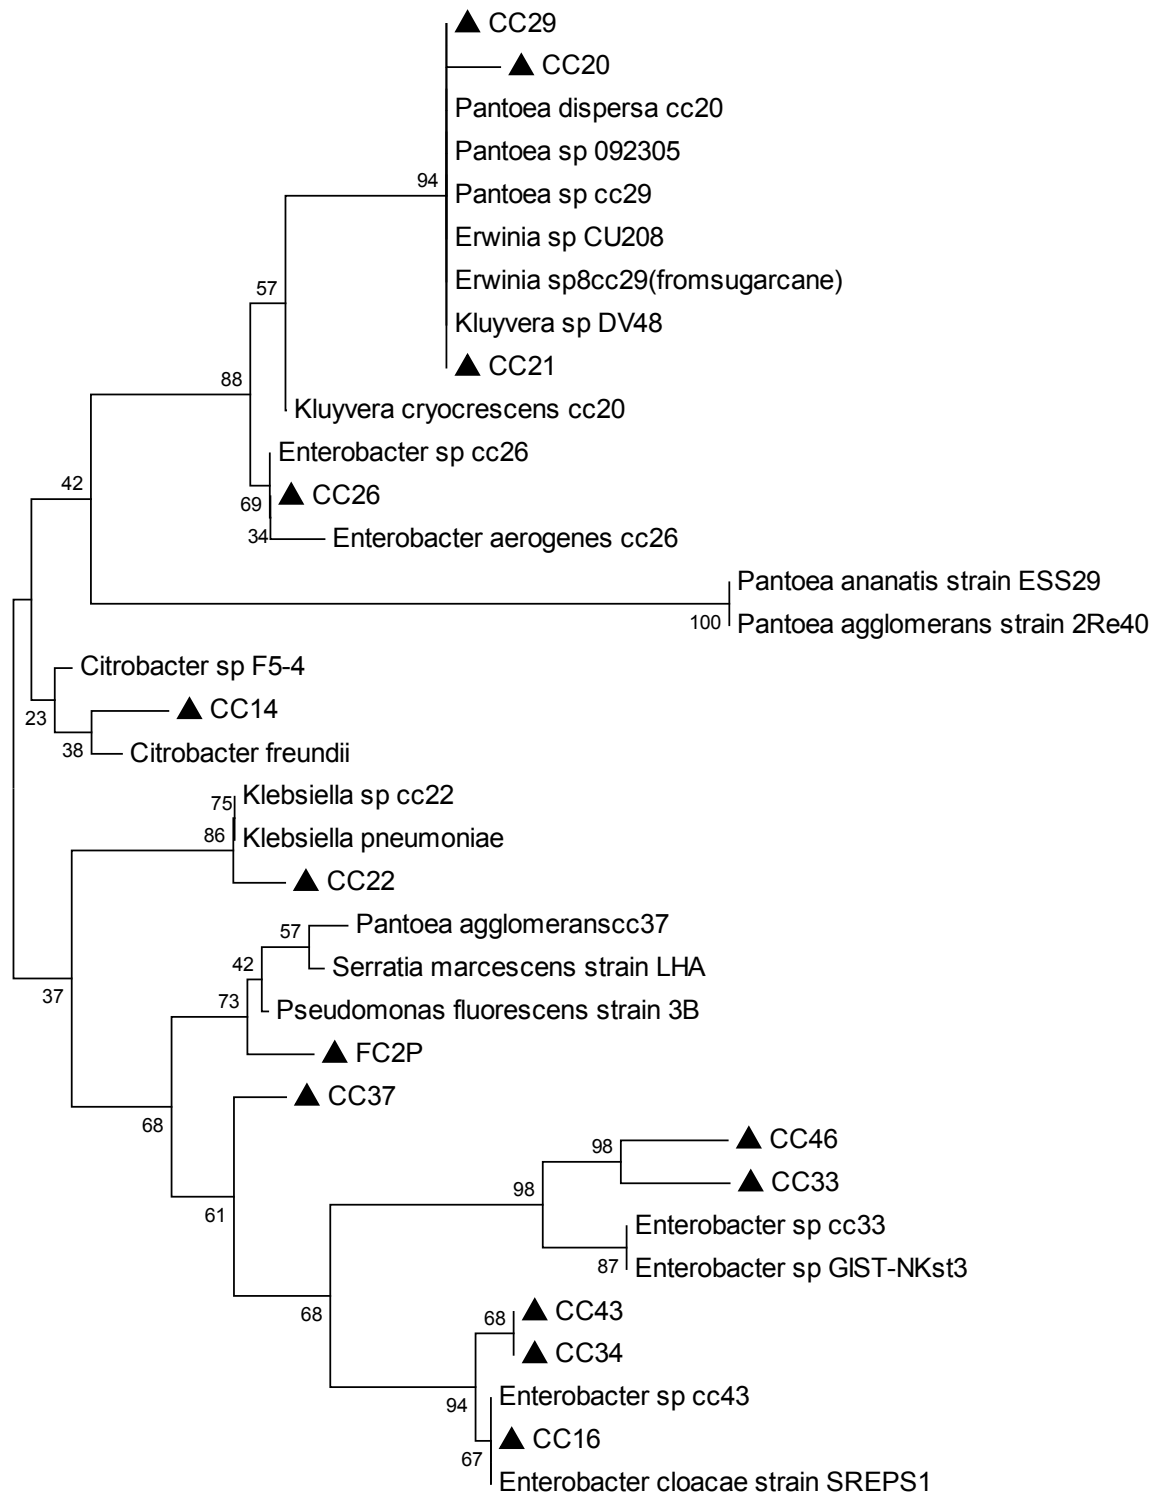 CC29
CC20
Pantoea dispersa cc20
Pantoea sp 092305
94
Pantoea sp cc29
Erwinia sp CU208
Erwinia sp8cc29(fromsugarcane)
57
Kluyvera sp DV48
CC21
88
Kluyvera cryocrescens cc20
Enterobacter sp cc26
42
CC26
69
34
Enterobacter aerogenes cc26
Pantoea ananatis strain ESS29
100
Pantoea agglomerans strain 2Re40
Citrobacter sp F5-4
CC14
23
38
Citrobacter freundii
75
Klebsiella sp cc22
86
Klebsiella pneumoniae
CC22
Pantoea agglomeranscc37
57
42
Serratia marcescens strain LHA
37
73
Pseudomonas fluorescens strain 3B
FC2P
CC37
68
CC46
98
CC33
98
61
Enterobacter sp cc33
87
Enterobacter sp GIST-NKst3
68
68
CC43
CC34
Enterobacter sp cc43
94
CC16
67
Enterobacter cloacae strain SREPS1